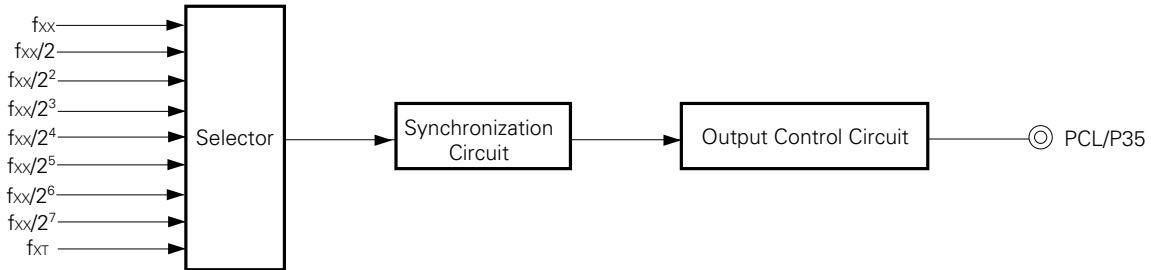 fXX
fXX/2
fXX/2²
fXX/2³
fXX/2⁴
fXX/2⁵
fXX/2⁶
fXX/2⁷
fXT
Selector
Synchronization
Circuit
Output Control Circuit
PCL/P35